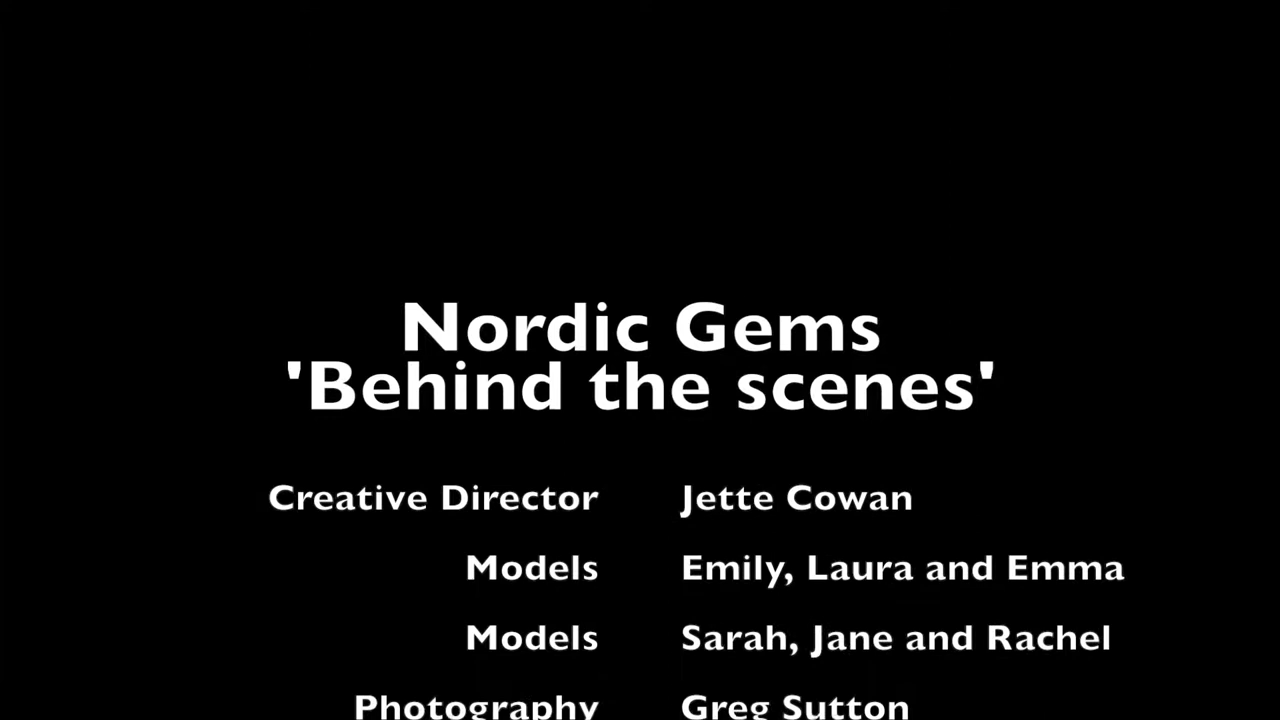 Nordic Gems
'Behind the scenes'
Creative Director Jette Cowan
Models Emily, Laura and Emma
Models Sarah, Jane and Rachel
Photography Greg Sutton